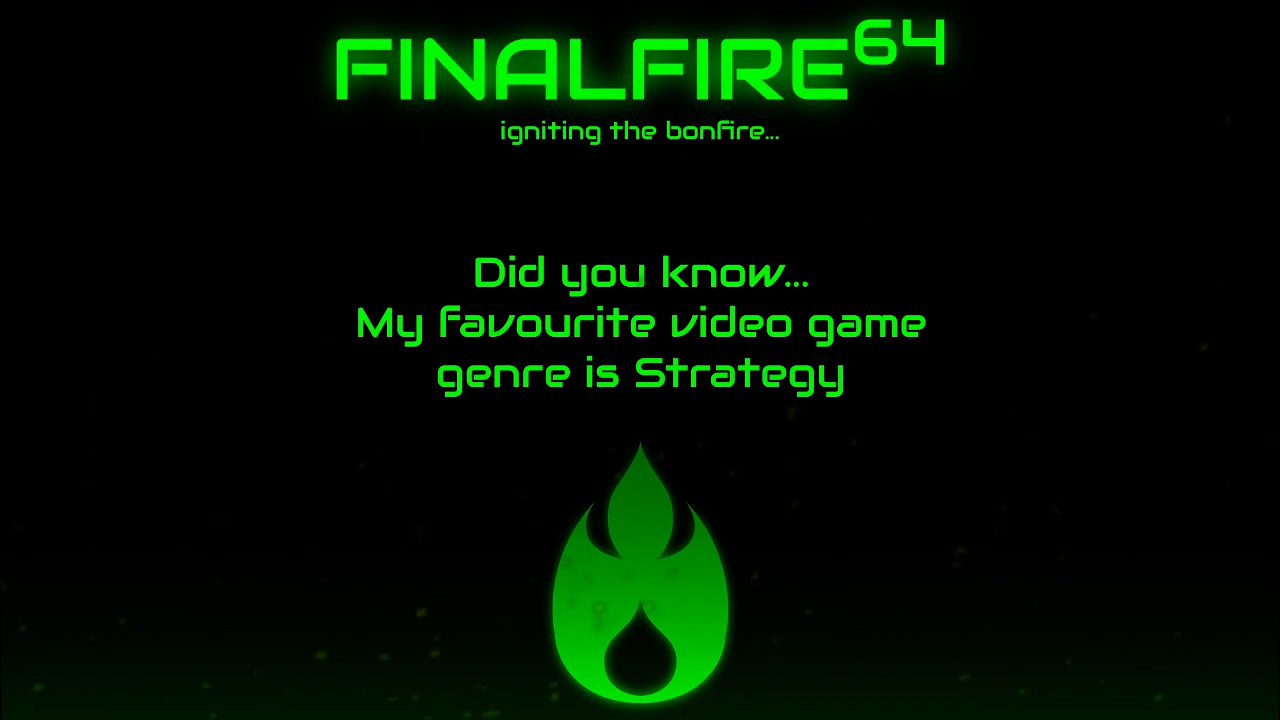 FINALFIRE64
igniting the bonfire...
Did you know...
My favourite video game
genre is Strategy